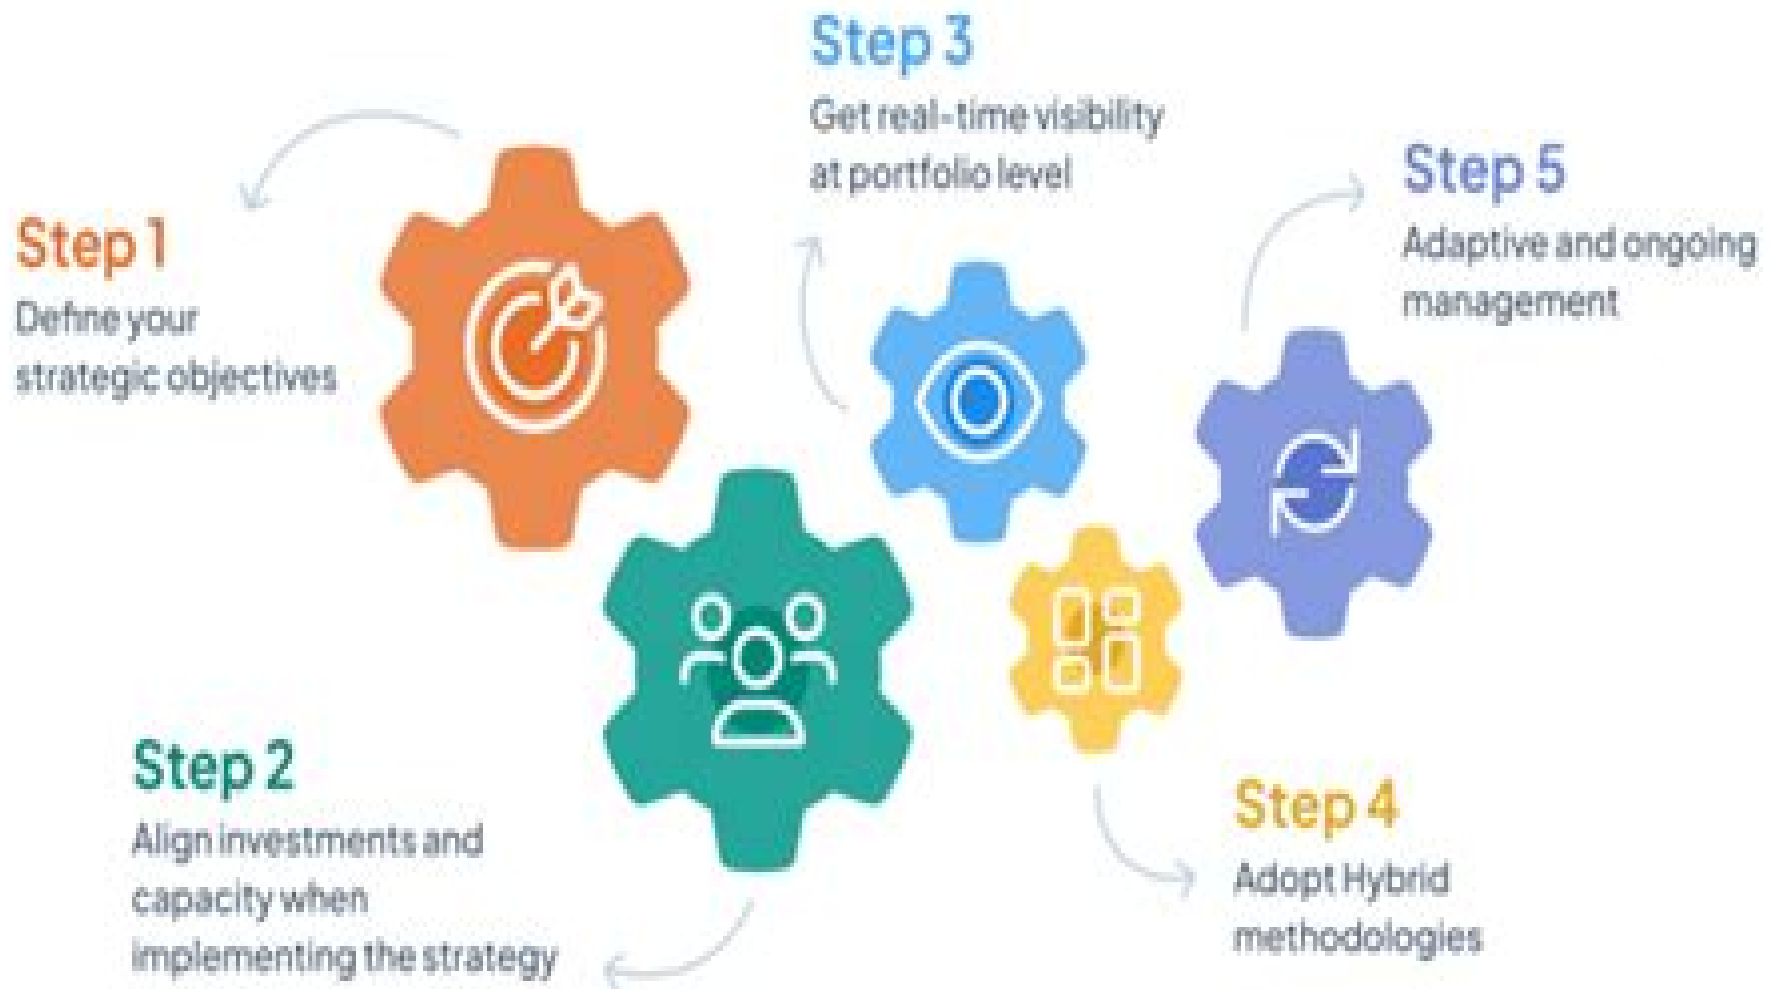 Step 1
Define your
strategic objectives
Step 2
Align investments and
capacity when
implementing the strategy
Step 3
Get real-time visibility
at portfolio level
Step 4
Adopt Hybrid
methodologies
Step 5
Adaptive and ongoing
management